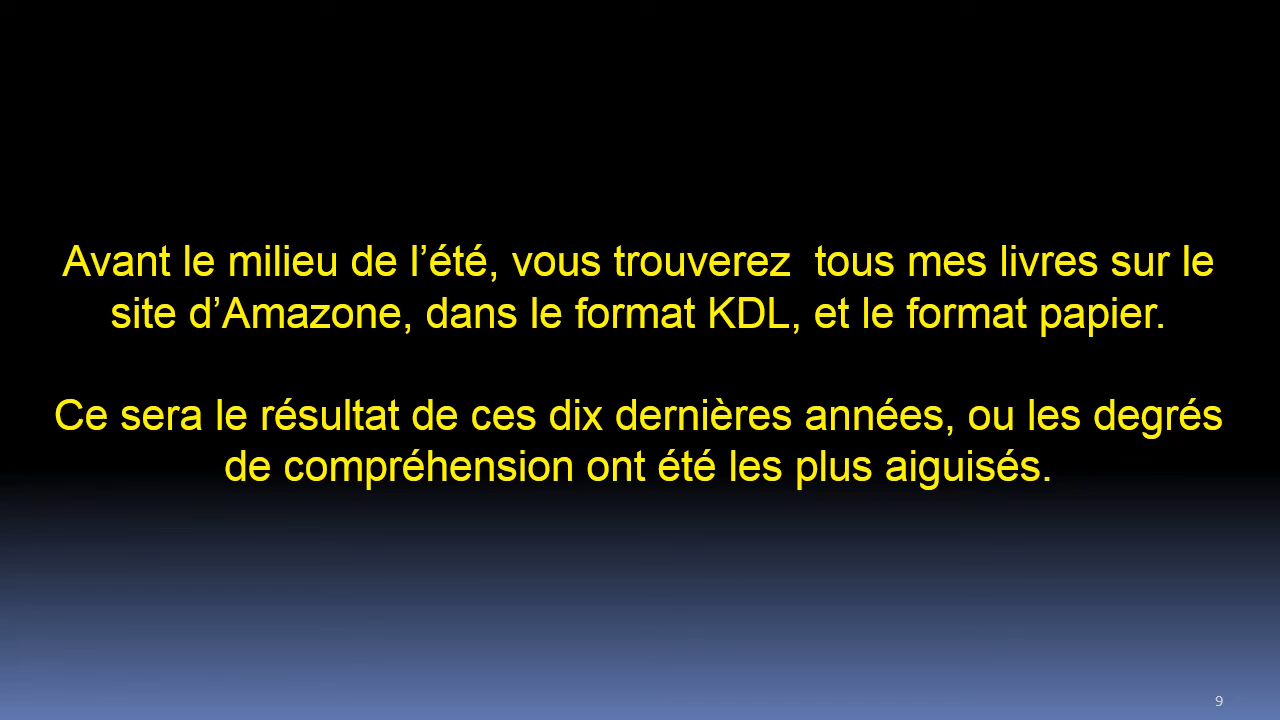 Avant le milieu de l’été, vous trouverez  tous mes livres sur le
site d’Amazone, dans le format KDL, et le format papier.
Ce sera le résultat de ces dix dernières années, ou les degrés
de compréhension ont été les plus aiguisés.
9